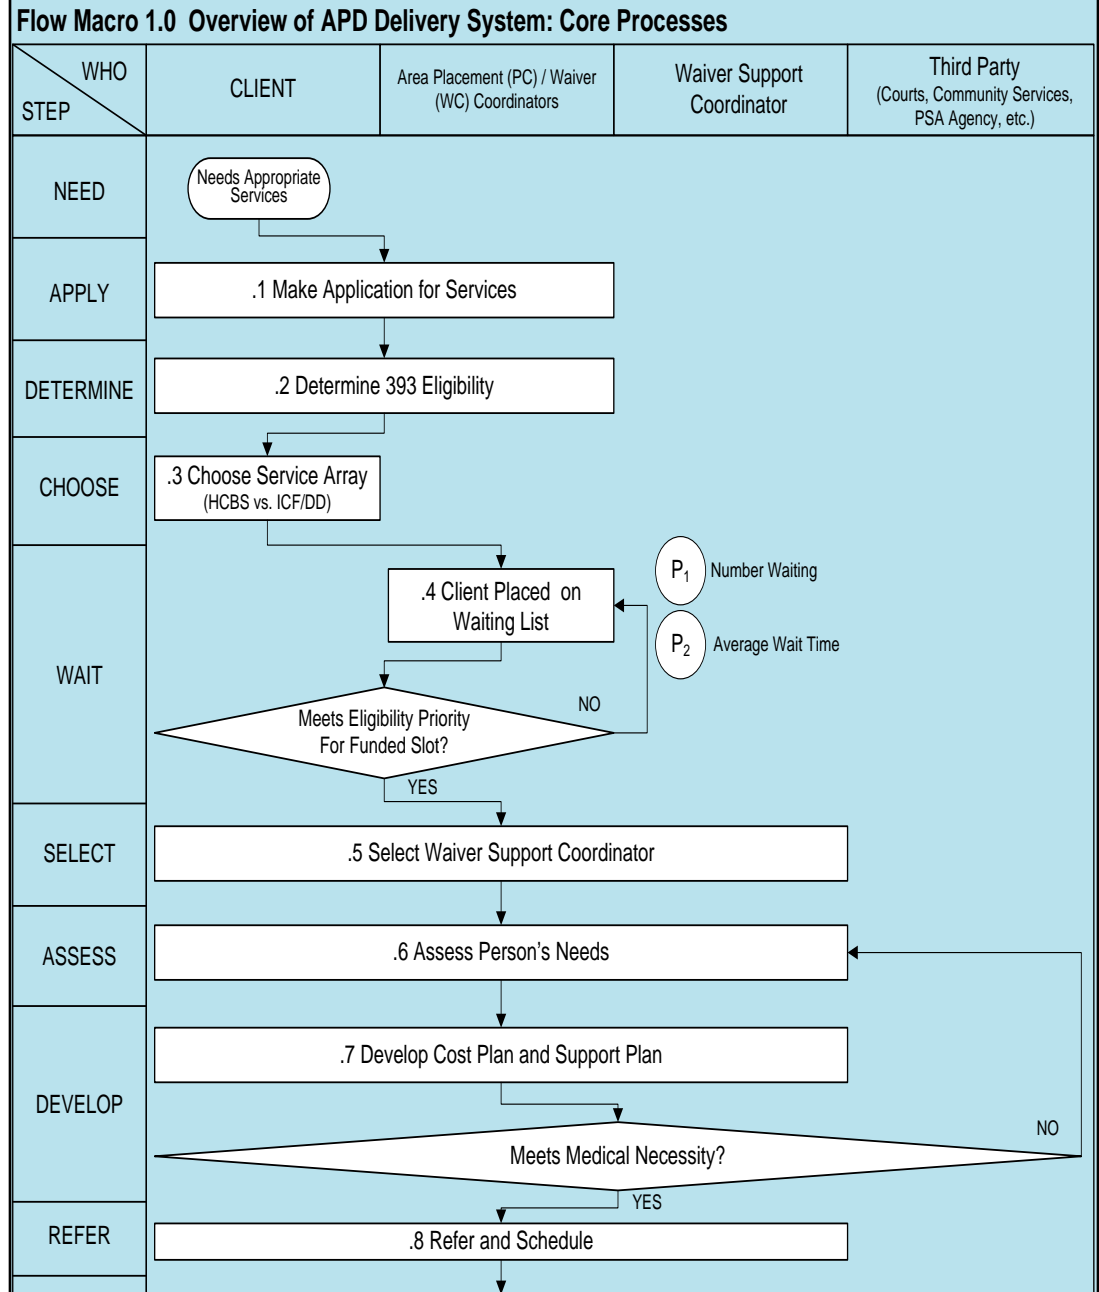 Flow Macro 1.0  Overview of APD Delivery System: Core Processes
WHO
STEP
CLIENT
Area Placement (PC) / Waiver
(WC) Coordinators
Waiver Support
Coordinator
Third Party
(Courts, Community Services,
PSA Agency, etc.)
NEED
Needs Appropriate
Services
APPLY
.1 Make Application for Services
DETERMINE
.2 Determine 393 Eligibility
CHOOSE
.3 Choose Service Array
(HCBS vs. ICF/DD)
WAIT
.4 Client Placed on
Waiting List
P1 Number Waiting
P2 Average Wait Time
Meets Eligibility Priority
For Funded Slot?
NO
YES
SELECT
.5 Select Waiver Support Coordinator
ASSESS
.6 Assess Person's Needs
DEVELOP
.7 Develop Cost Plan and Support Plan
Meets Medical Necessity?
NO
YES
REFER
.8 Refer and Schedule